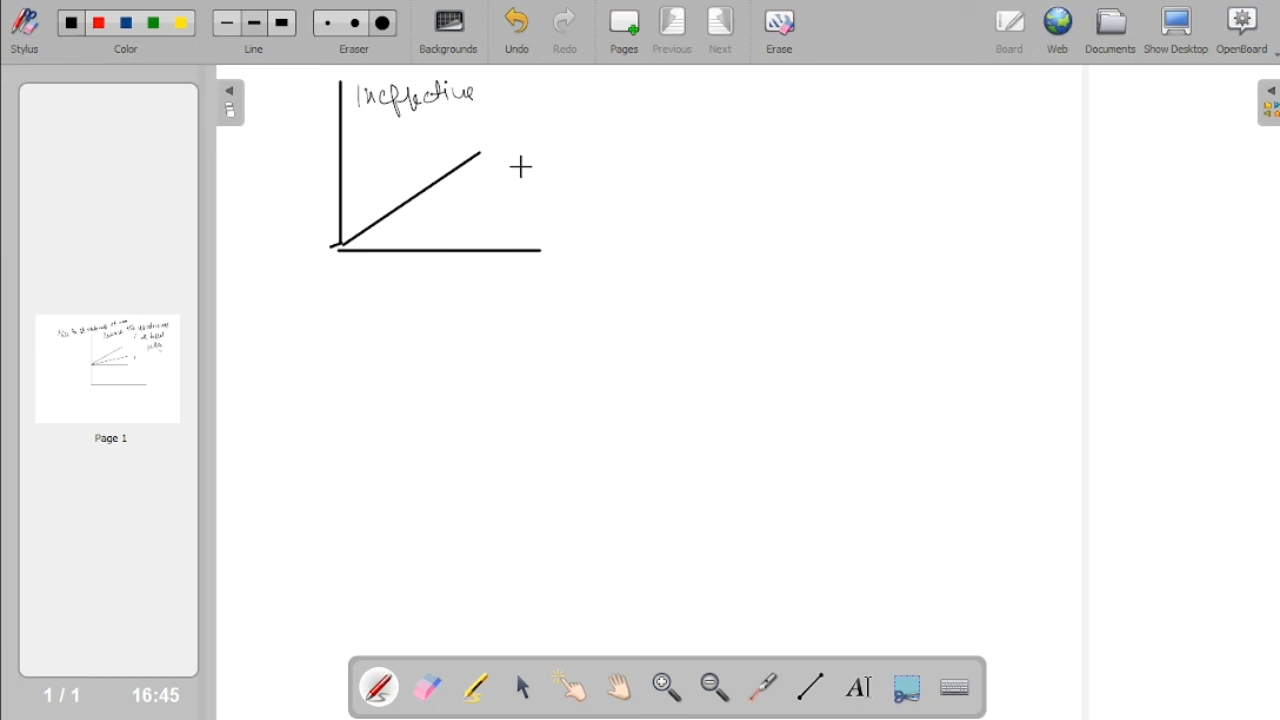 Stylus
Color
Line
Eraser
Backgrounds
Undo
Redo
Pages
Previous
Next
Erase
Board
Web
Documents
Show Desktop
OpenBoard
Ineffective
Page 1
1 / 1
16:45